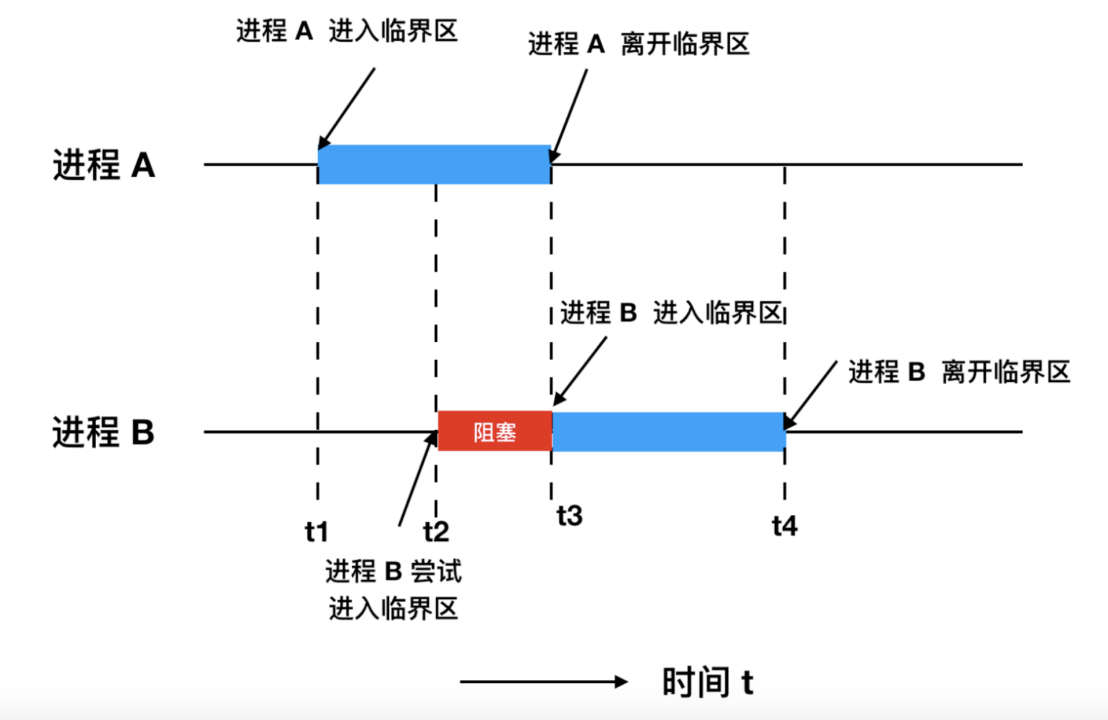 进程 A 进入临界区
进程 A 离开临界区
进程 A
进程 B 进入临界区
进程 B 离开临界区
进程 B
阻塞
t1
t2
t3
t4
进程 B 尝试
进入临界区
时间 t